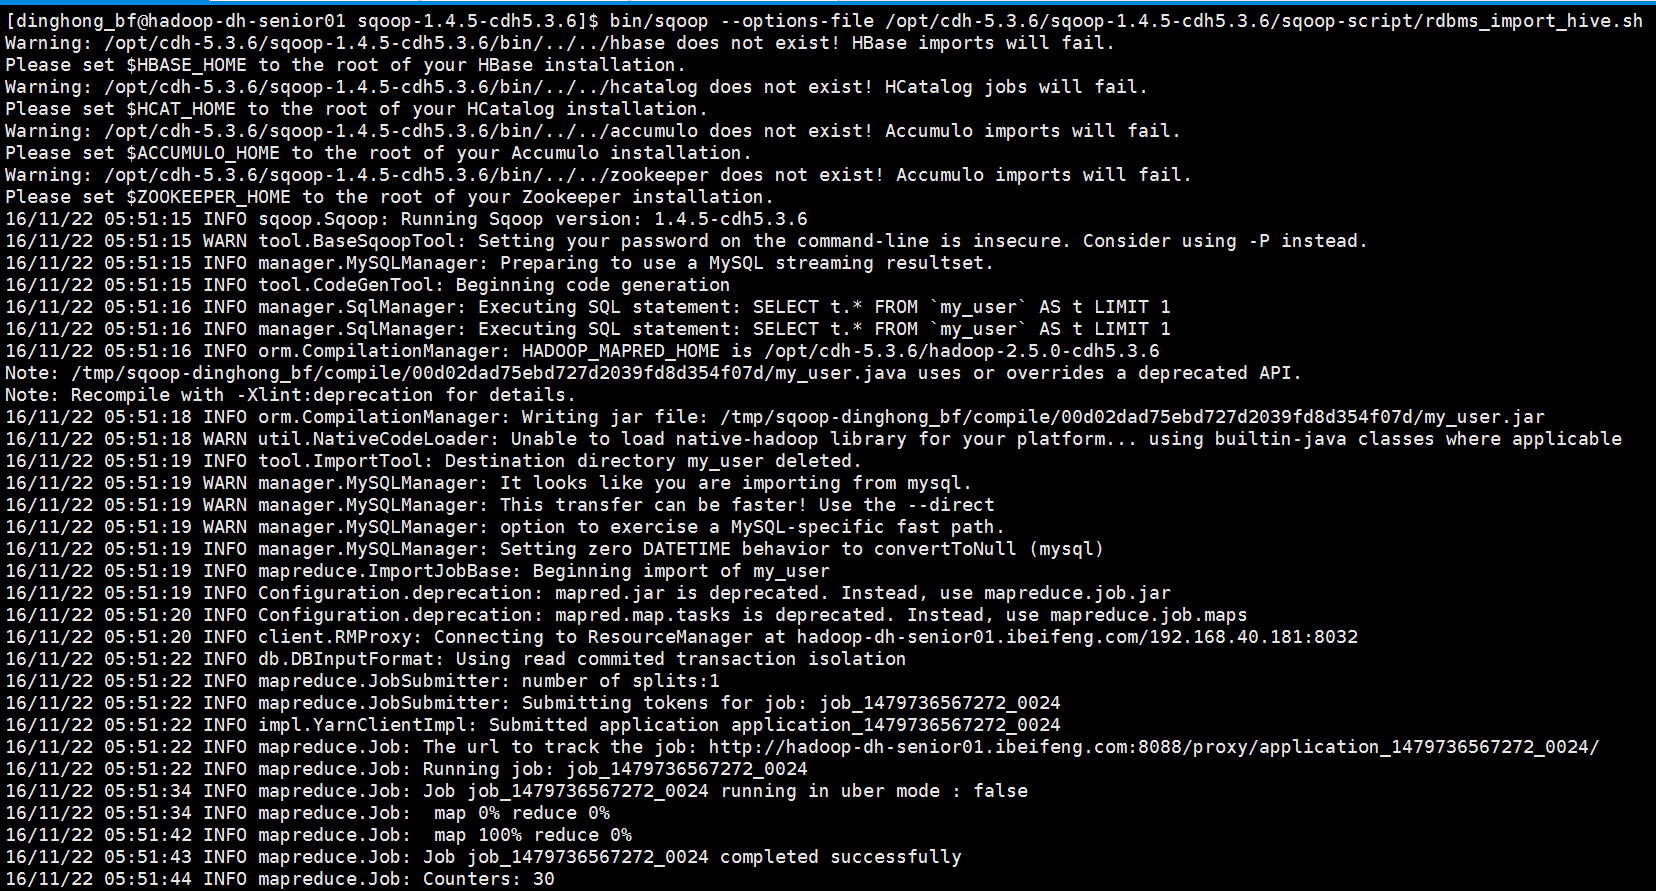 [dinghong_bf@hadoop-dh-senior01 sqoop-1.4.5-cdh5.3.6]$ bin/sqoop --options-file /opt/cdh-5.3.6/sqoop-1.4.5-cdh5.3.6/sqoop-script/rdbms_import_hive.sh
Warning: /opt/cdh-5.3.6/sqoop-1.4.5-cdh5.3.6/bin/../../hbase does not exist! HBase imports will fail.
Please set $HBASE_HOME to the root of your HBase installation.
Warning: /opt/cdh-5.3.6/sqoop-1.4.5-cdh5.3.6/bin/../../hcatalog does not exist! HCatalog jobs will fail.
Please set $HCAT_HOME to the root of your HCatalog installation.
Warning: /opt/cdh-5.3.6/sqoop-1.4.5-cdh5.3.6/bin/../../accumulo does not exist! Accumulo imports will fail.
Please set $ACCUMULO_HOME to the root of your Accumulo installation.
Warning: /opt/cdh-5.3.6/sqoop-1.4.5-cdh5.3.6/bin/../../zookeeper does not exist! Accumulo imports will fail.
Please set $ZOOKEEPER_HOME to the root of your Zookeeper installation.
16/11/22 05:51:15 INFO sqoop.Sqoop: Running Sqoop version: 1.4.5-cdh5.3.6
16/11/22 05:51:15 WARN tool.BaseSqoopTool: Setting your password on the command-line is insecure. Consider using -P instead.
16/11/22 05:51:15 INFO manager.MySQLManager: Preparing to use a MySQL streaming resultset.
16/11/22 05:51:15 INFO tool.CodeGenTool: Beginning code generation
16/11/22 05:51:16 INFO manager.SqlManager: Executing SQL statement: SELECT t.* FROM `my_user` AS t LIMIT 1
16/11/22 05:51:16 INFO manager.SqlManager: Executing SQL statement: SELECT t.* FROM `my_user` AS t LIMIT 1
16/11/22 05:51:16 INFO orm.CompilationManager: HADOOP_MAPRED_HOME is /opt/cdh-5.3.6/hadoop-2.5.0-cdh5.3.6
Note: /tmp/sqoop-dinghong_bf/compile/00d02dad75ebd727d2039fd8d354f07d/my_user.java uses or overrides a deprecated API.
Note: Recompile with -Xlint:deprecation for details.
16/11/22 05:51:18 INFO orm.CompilationManager: Writing jar file: /tmp/sqoop-dinghong_bf/compile/00d02dad75ebd727d2039fd8d354f07d/my_user.jar
16/11/22 05:51:18 WARN util.NativeCodeLoader: Unable to load native-hadoop library for your platform... using builtin-java classes where applicable
16/11/22 05:51:19 INFO tool.ImportTool: Destination directory my_user deleted.
16/11/22 05:51:19 WARN manager.MySQLManager: It looks like you are importing from mysql.
16/11/22 05:51:19 WARN manager.MySQLManager: This transfer can be faster! Use the --direct
16/11/22 05:51:19 WARN manager.MySQLManager: option to exercise a MySQL-specific fast path.
16/11/22 05:51:19 INFO manager.MySQLManager: Setting zero DATETIME behavior to convertToNull (mysql)
16/11/22 05:51:19 INFO mapreduce.ImportJobBase: Beginning import of my_user
16/11/22 05:51:19 INFO Configuration.deprecation: mapred.jar is deprecated. Instead, use mapreduce.job.jar
16/11/22 05:51:20 INFO Configuration.deprecation: mapred.map.tasks is deprecated. Instead, use mapreduce.job.maps
16/11/22 05:51:20 INFO client.RMProxy: Connecting to ResourceManager at hadoop-dh-senior01.ibeifeng.com/192.168.40.181:8032
16/11/22 05:51:22 INFO db.DBInputFormat: Using read commited transaction isolation
16/11/22 05:51:22 INFO mapreduce.JobSubmitter: number of splits:1
16/11/22 05:51:22 INFO mapreduce.JobSubmitter: Submitting tokens for job: job_1479736567272_0024
16/11/22 05:51:22 INFO impl.YarnClientImpl: Submitted application application_1479736567272_0024
16/11/22 05:51:22 INFO mapreduce.Job: The url to track the job: http://hadoop-dh-senior01.ibeifeng.com:8088/proxy/application_1479736567272_0024/
16/11/22 05:51:22 INFO mapreduce.Job: Running job: job_1479736567272_0024
16/11/22 05:51:34 INFO mapreduce.Job: Job job_1479736567272_0024 running in uber mode : false
16/11/22 05:51:34 INFO mapreduce.Job:  map 0% reduce 0%
16/11/22 05:51:42 INFO mapreduce.Job:  map 100% reduce 0%
16/11/22 05:51:43 INFO mapreduce.Job: Job job_1479736567272_0024 completed successfully
16/11/22 05:51:44 INFO mapreduce.Job: Counters: 30